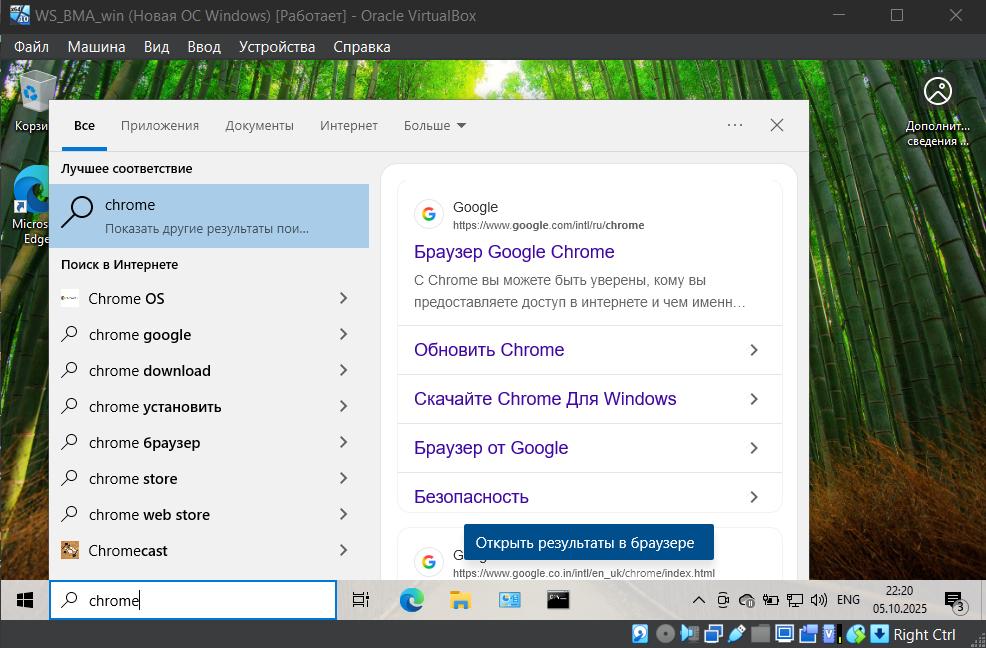 WS_BMA_win (Новая ОС Windows) [Работает] - Oracle VirtualBox
Файл Машина Вид Ввод Устройства Справка
Корзи
Micros
Edge
Дополнит...
сведения ...
Все Приложения Документы Интернет Больше
Лучшее соответствие
chrome
Показать другие результаты пои...
Поиск в Интернете
Chrome OS
chrome google
chrome download
chrome установить
chrome браузер
chrome store
chrome web store
Chromecast
Google
https://www.google.com/intl/ru/chrome
Браузер Google Chrome
С Chrome вы можете быть уверены, кому вы
предоставляете доступ в интернете и чем именн...
Обновить Chrome
Скачайте Chrome Для Windows
Браузер от Google
Безопасность
Открыть результаты в браузере
https://www.google.co.in/intl/en_uk/chrome/index.html
chrome
ENG
22:20
05.10.2025
3
Right Ctrl